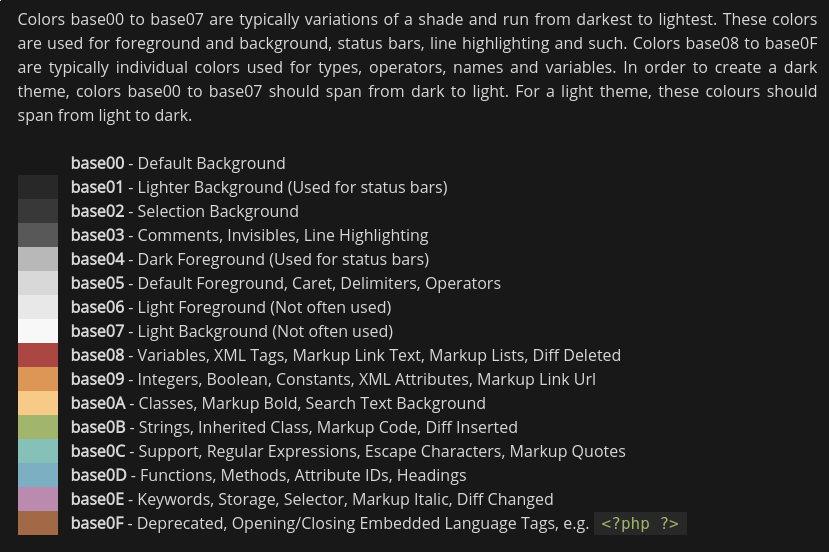 Colors base00 to base07 are typically variations of a shade and run from darkest to lightest. These colors
are used for foreground and background, status bars, line highlighting and such. Colors base08 to base0F
are typically individual colors used for types, operators, names and variables. In order to create a dark
theme, colors base00 to base07 should span from dark to light. For a light theme, these colours should
span from light to dark.
base00 - Default Background
base01 - Lighter Background (Used for status bars)
base02 - Selection Background
base03 - Comments, Invisibles, Line Highlighting
base04 - Dark Foreground (Used for status bars)
base05 - Default Foreground, Caret, Delimiters, Operators
base06 - Light Foreground (Not often used)
base07 - Light Background (Not often used)
base08 - Variables, XML Tags, Markup Link Text, Markup Lists, Diff Deleted
base09 - Integers, Boolean, Constants, XML Attributes, Markup Link Url
base0A - Classes, Markup Bold, Search Text Background
base0B - Strings, Inherited Class, Markup Code, Diff Inserted
base0C - Support, Regular Expressions, Escape Characters, Markup Quotes
base0D - Functions, Methods, Attribute IDs, Headings
base0E - Keywords, Storage, Selector, Markup Italic, Diff Changed
base0F - Deprecated, Opening/Closing Embedded Language Tags, e.g. <?php ?>